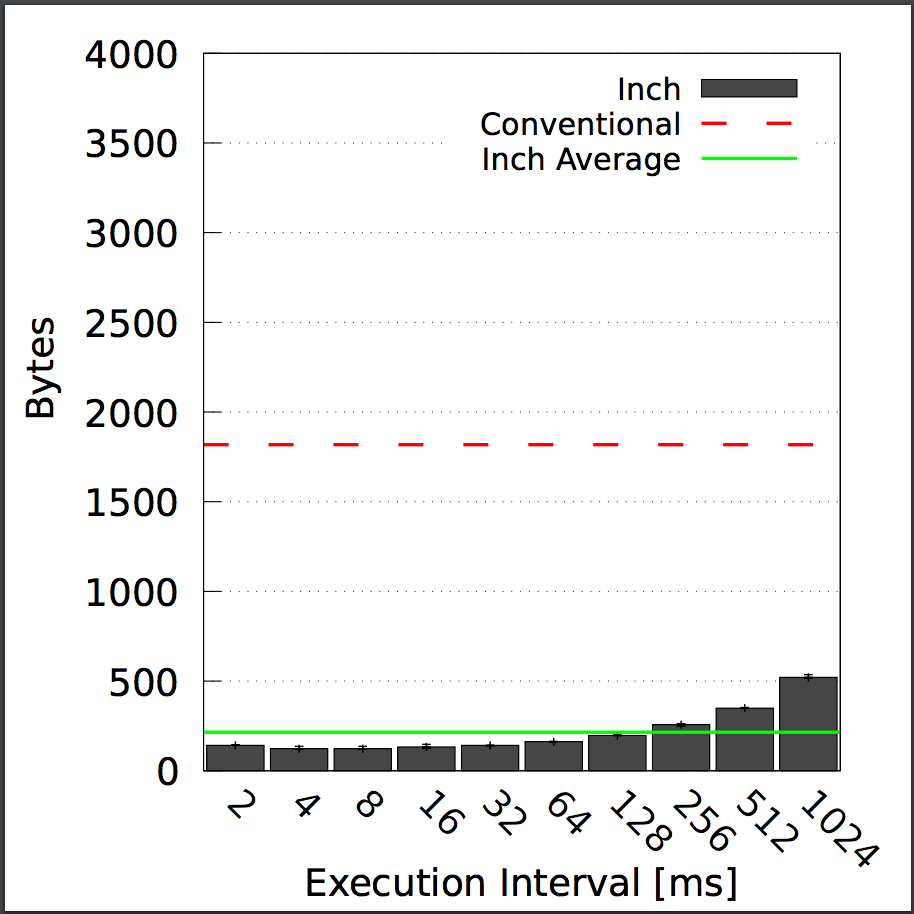 4000
3500
3000
2500
2000
1500
1000
500
0
Bytes
Inch
Conventional
Inch Average
2 4 8 16 32 64 128 256 512 1024
Execution Interval [ms]